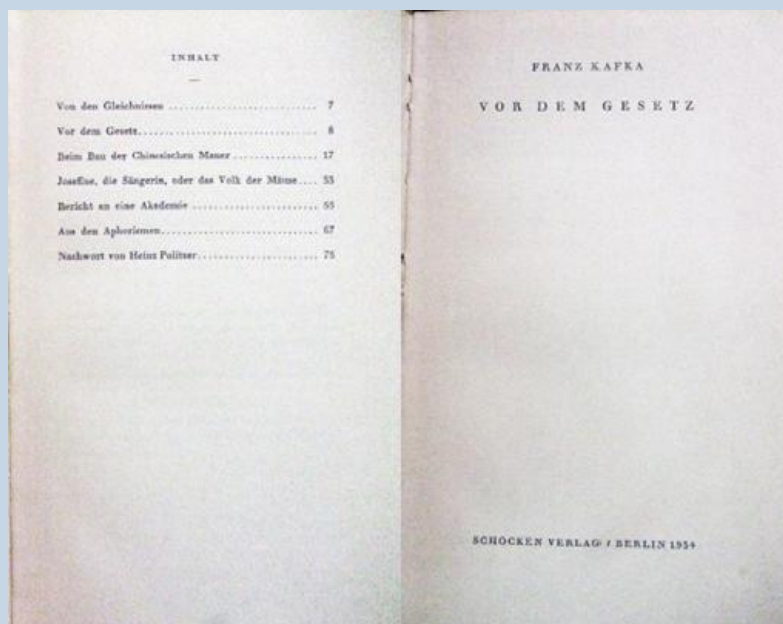 INHALT
Von den Gleichnissen 7
Vor dem Gesetz 8
Beim Bau der Chinesischen Mauer 17
Josefine, die Sängerin, oder das Volk der Mäuse 33
Bericht an eine Akademie 55
Aus den Aphorismen 67
Nachwort von Heinz Politzer 75
FRANZ KAFKA
VOR DEM GESETZ
SCHOCKEN VERLAG / BERLIN 1934